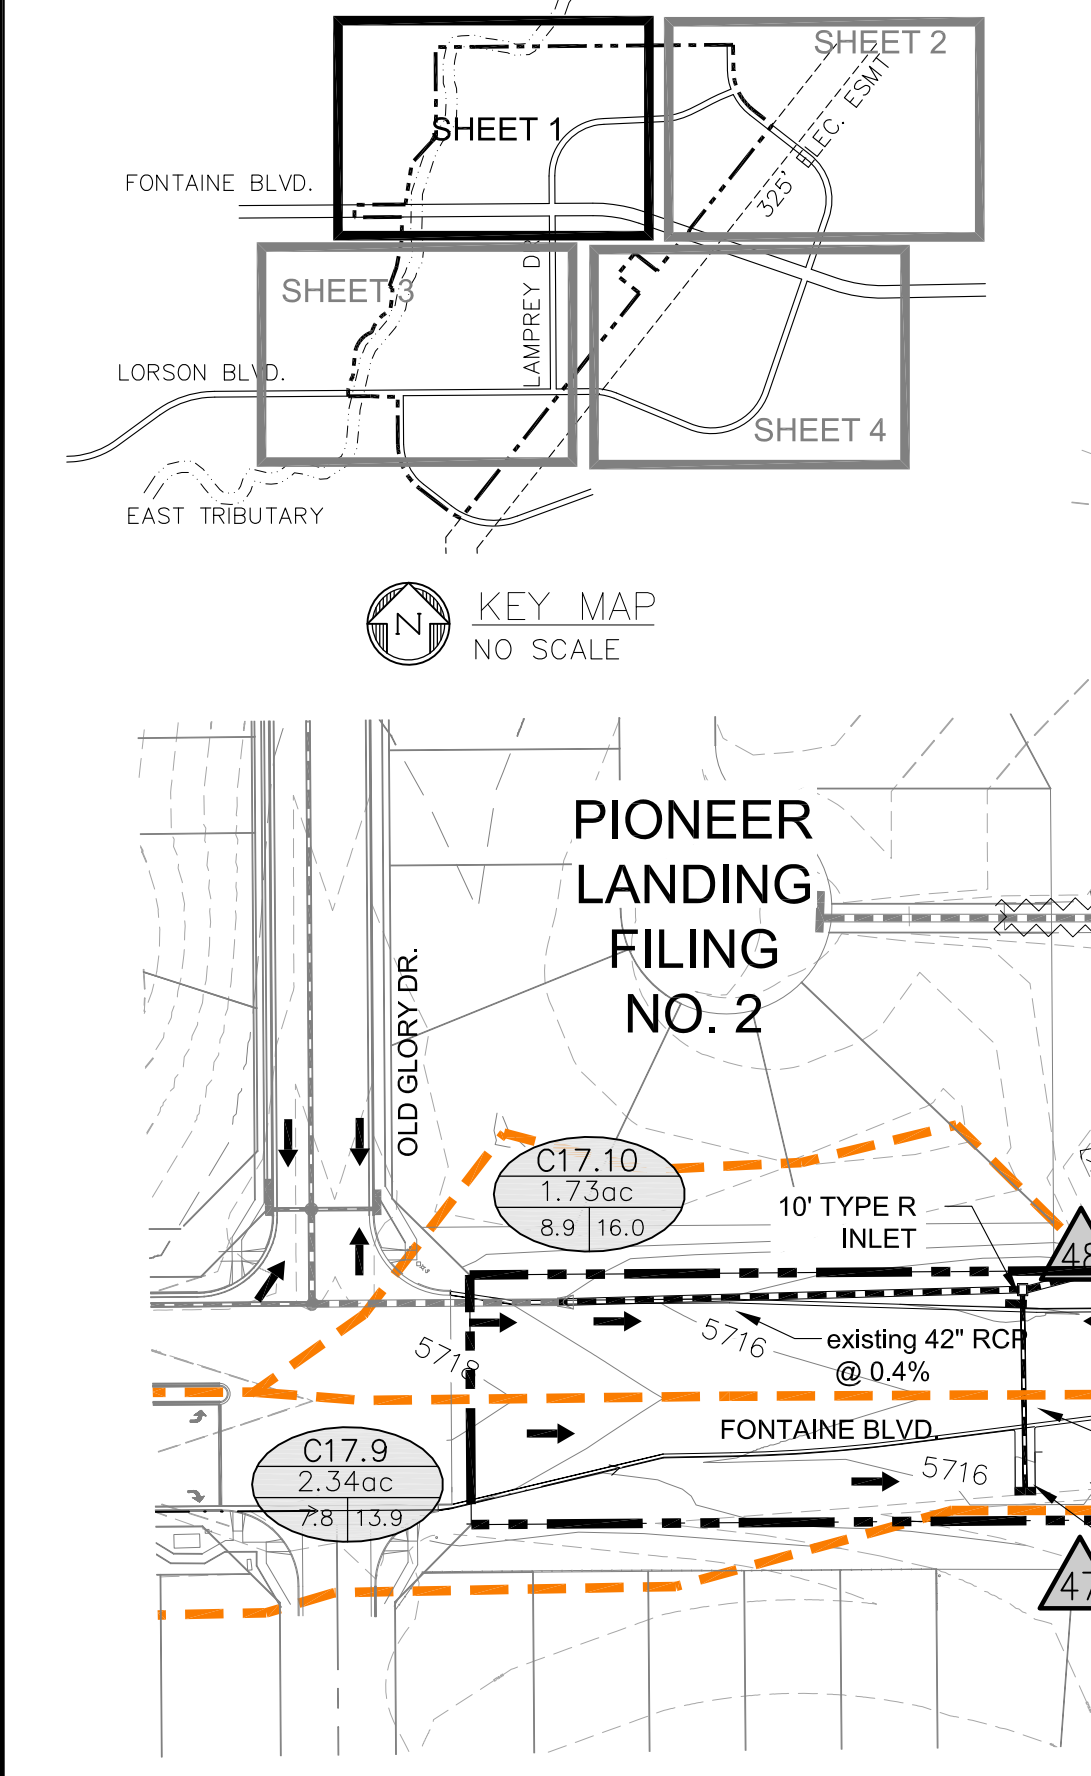 SHEET 2
SHEET 1
325' ELEC. ESMT
FONTAINE BLVD.
SHEET 3
LAMPREY DR.
LORSON BLVD.
SHEET 4
EAST TRIBUTARY
N
KEY MAP
NO SCALE
PIONEER
LANDING
FILING
NO. 2
OLD GLORY DR.
C17.10
1.73ac
8.9 16.0
10' TYPE R
INLET
48
5718
5716
existing 42" RCP
@ 0.4%
FONTAINE BLVD.
C17.9
2.34ac
7.8 13.9
5716
47